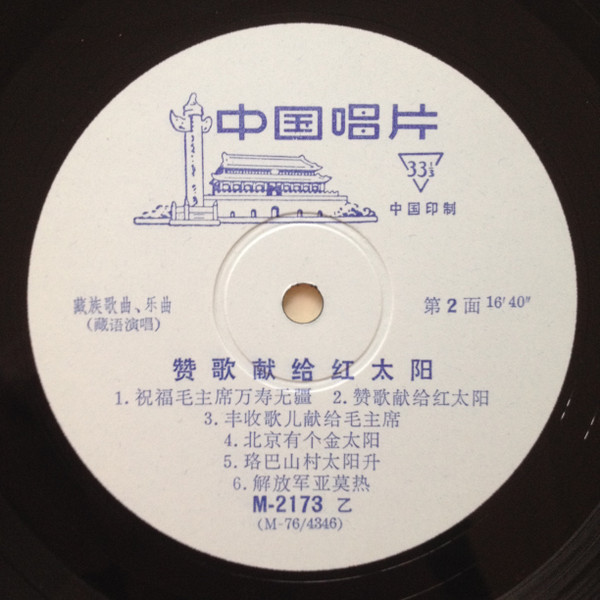 中国唱片
33⅓
中国印制
藏族歌曲、乐曲
(藏语演唱)
第2面 16′40″
赞歌献给红太阳
1. 祝福毛主席万寿无疆 2. 赞歌献给红太阳
3. 丰收歌儿献给毛主席
4. 北京有个金太阳
5. 珞巴山村太阳升
6. 解放军亚莫热
M-2173 乙
(M-76/4346)